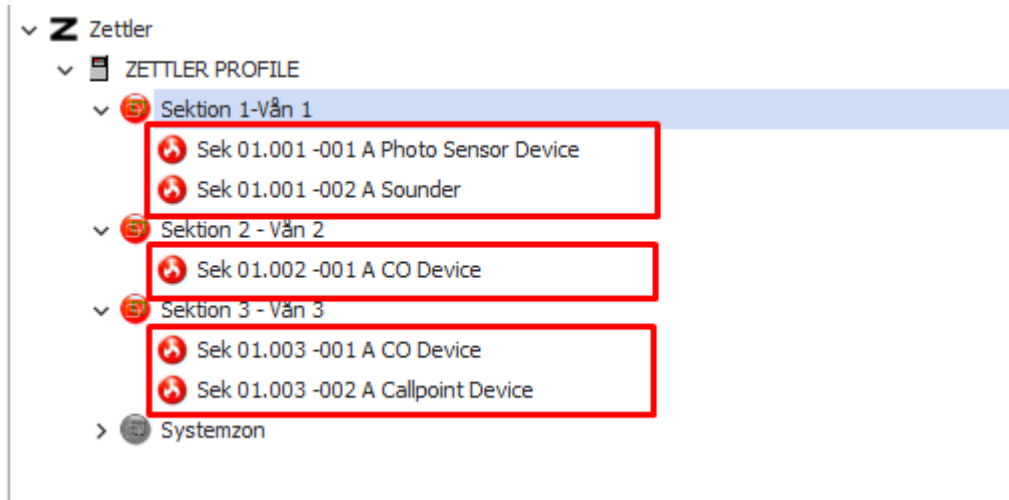 Zettler
ZETTLER PROFILE
Sektion 1-Vån 1
Sek 01.001 -001 A Photo Sensor Device
Sek 01.001 -002 A Sounder
Sektion 2 - Vån 2
Sek 01.002 -001 A CO Device
Sektion 3 - Vån 3
Sek 01.003 -001 A CO Device
Sek 01.003 -002 A Callpoint Device
Systemzon